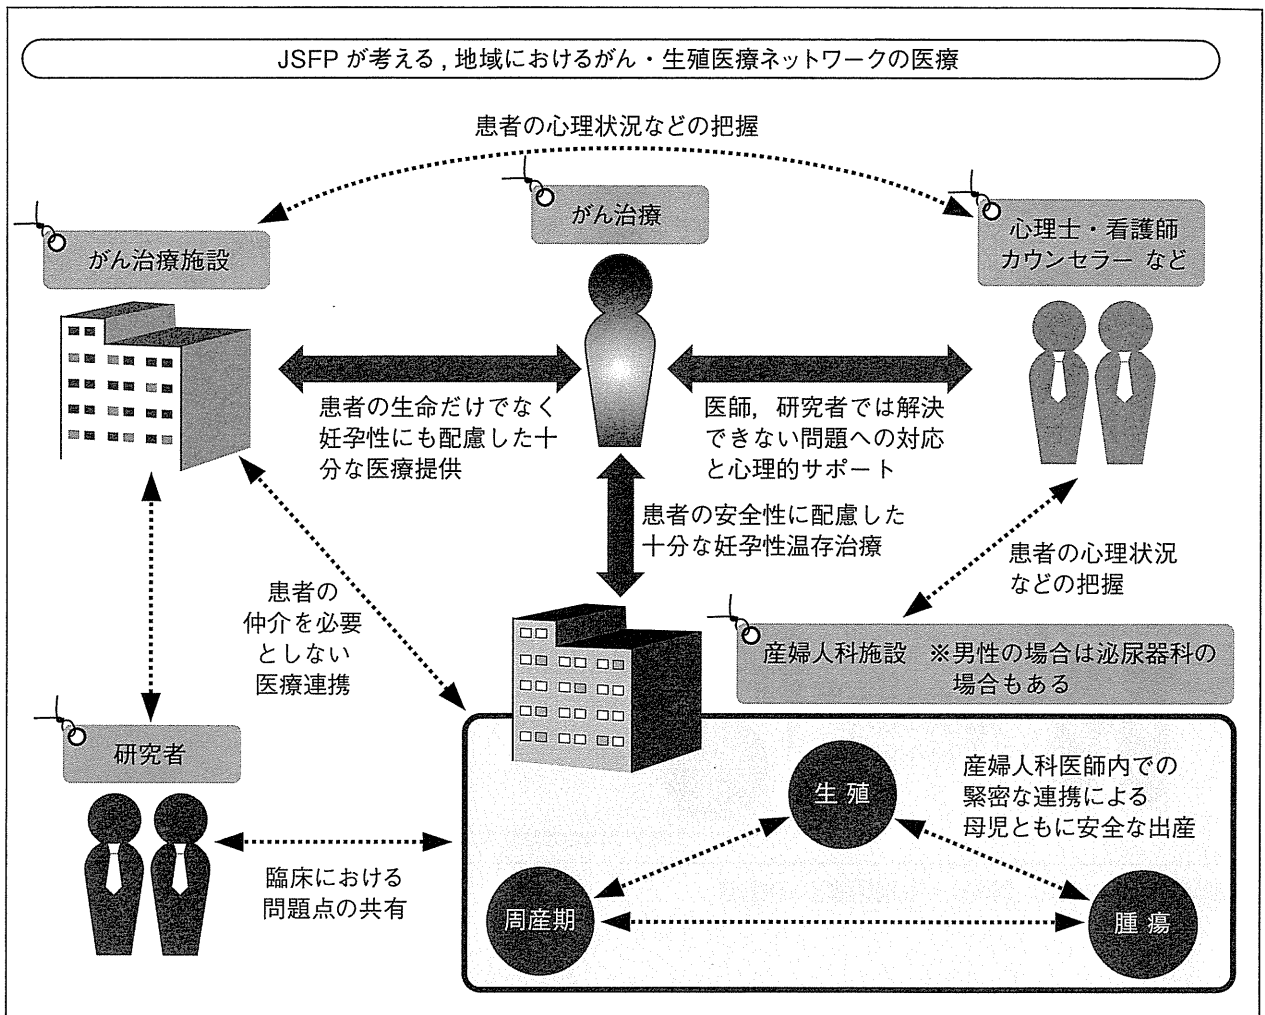 JSFP が考える , 地域におけるがん・生殖医療ネットワークの医療
患者の心理状況などの把握
がん治療
がん治療施設
心理士・看護師
カウンセラー など
患者の生命だけでなく
妊孕性にも配慮した十
分な医療提供
医師，研究者では解決
できない問題への対応
と心理的サポート
患者の安全性に配慮した
十分な妊孕性温存治療
患者の心理状況
などの把握
患者の
仲介を必要
としない
医療連携
産婦人科施設　※男性の場合は泌尿器科の
場合もある
研究者
生 殖
産婦人科医師内での
緊密な連携による
母児ともに安全な出産
臨床における
問題点の共有
周産期
腫 瘍